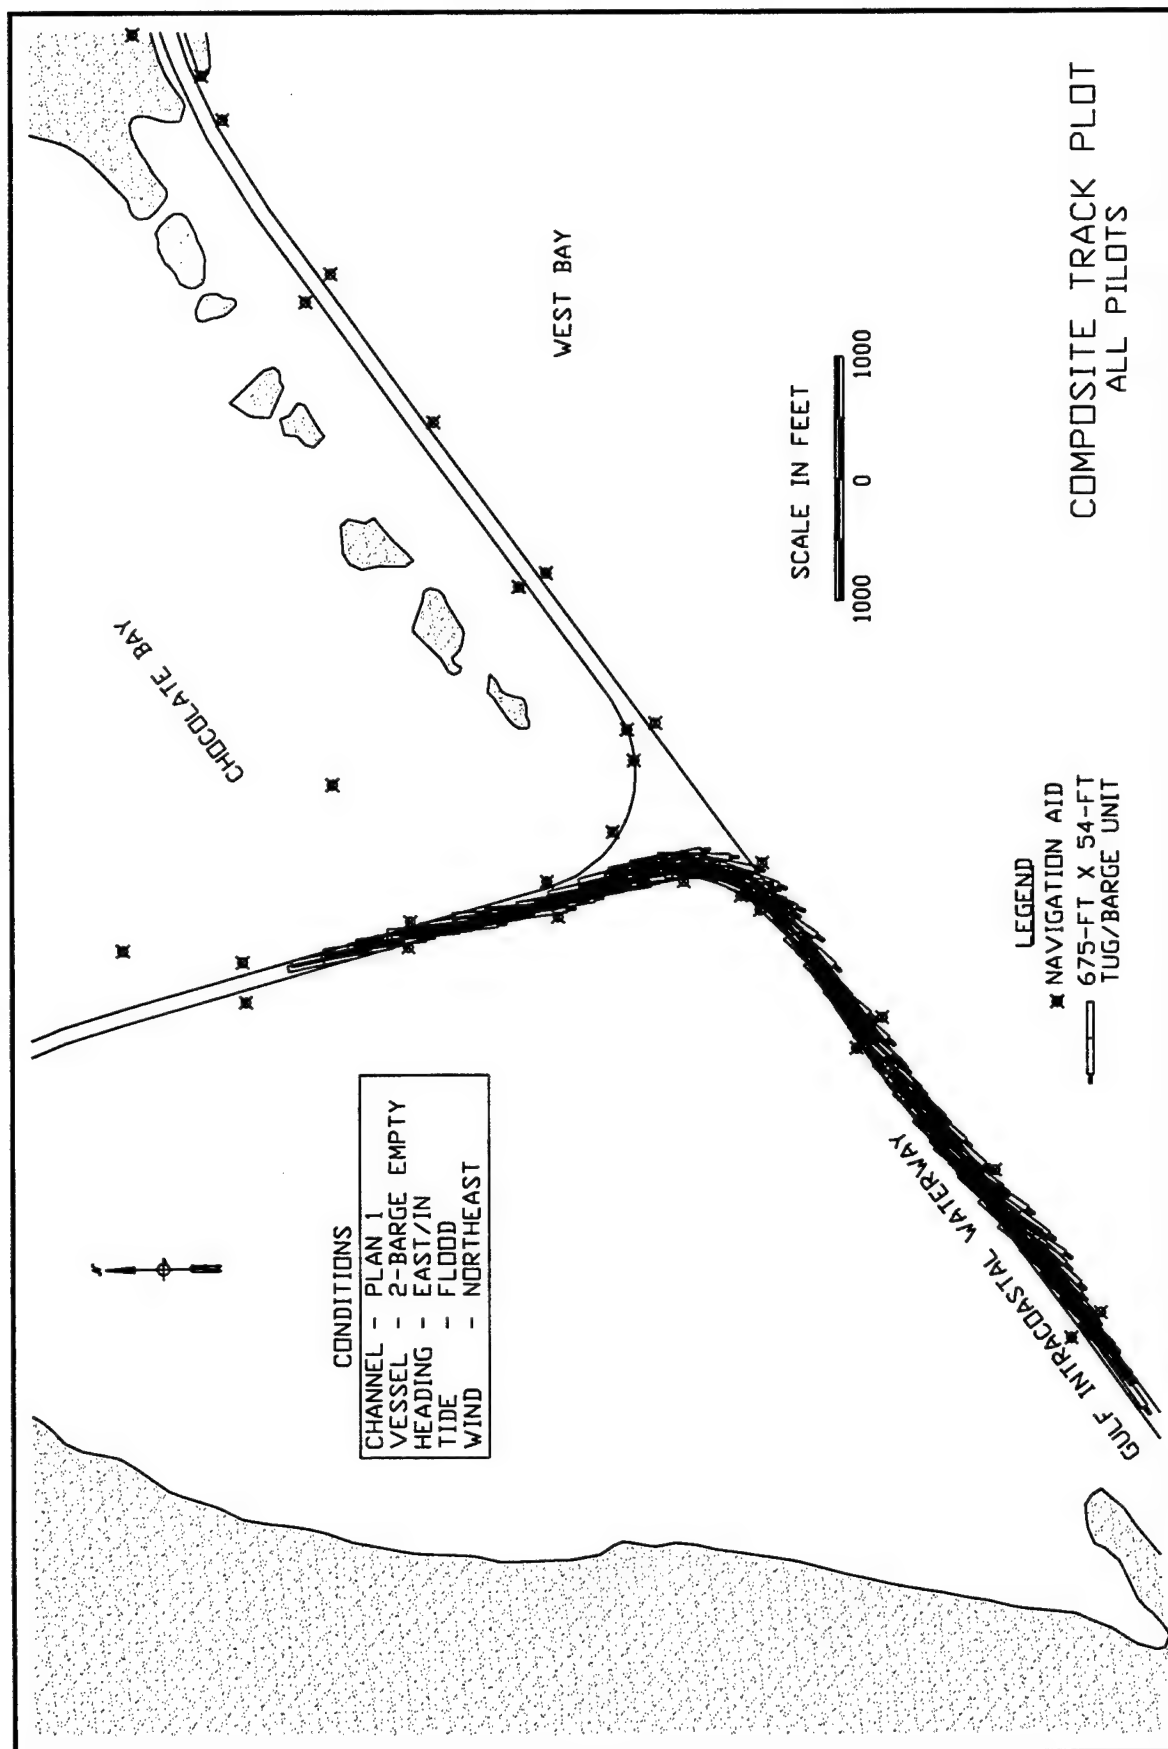 CHOCOLATE BAY
WEST BAY
GULF INTRACOASTAL WATERWAY
N
CONDITIONS
CHANNEL - PLAN 1
VESSEL - 2-BARGE EMPTY
HEADING - EAST/IN
TIDE - FLOOD
WIND - NORTHEAST
SCALE IN FEET
1000 0 1000
LEGEND
NAVIGATION AID
675-FT X 54-FT
TUG/BARGE UNIT
COMPOSITE TRACK PLOT
ALL PILOTS